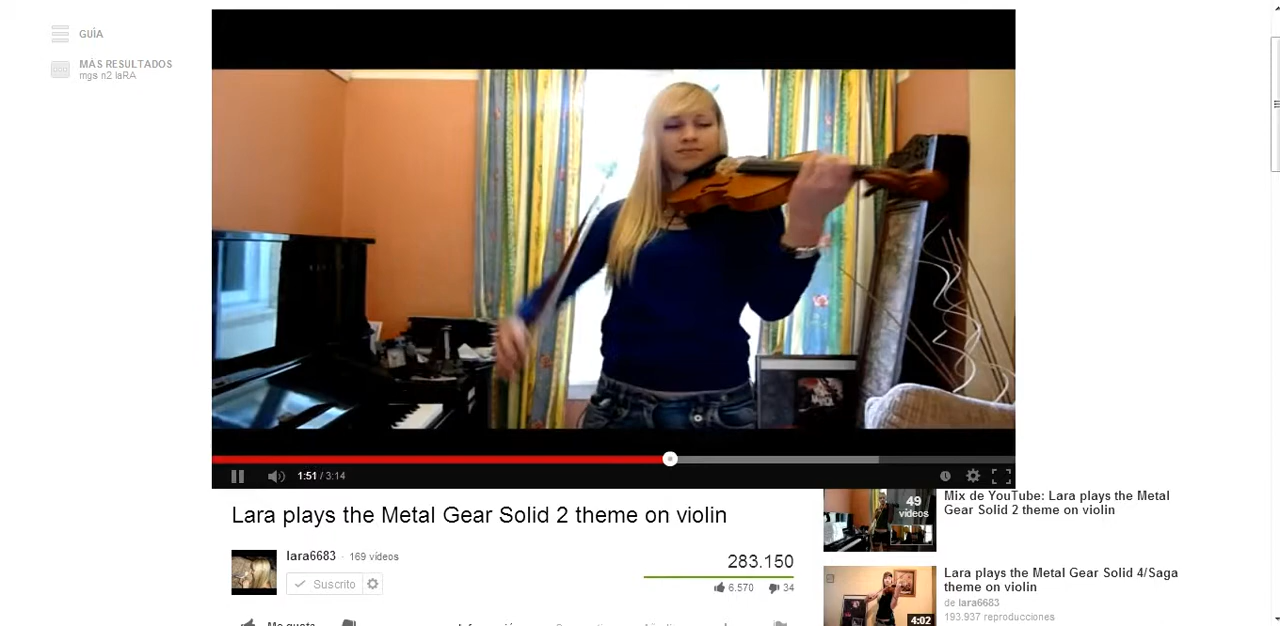 GUÍA
MÁS RESULTADOS
mgs n2 laRA
1:51 / 3:14
Lara plays the Metal Gear Solid 2 theme on violin
lara6683 · 169 vídeos
Suscrito
283.150
6.570 34
Me gusta
49
vídeos
Mix de YouTube: Lara plays the Metal
Gear Solid 2 theme on violin
Lara plays the Metal Gear Solid 4/Saga
theme on violin
de lara6683
193.937 reproducciones
4:02